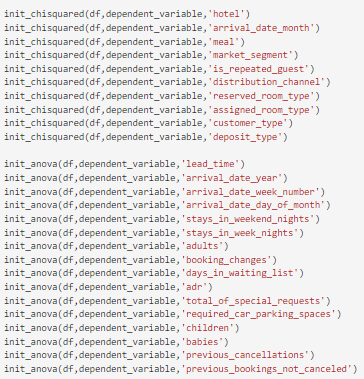 init_chisquared(df,dependent_variable,'hotel')
init_chisquared(df,dependent_variable,'arrival_date_month')
init_chisquared(df,dependent_variable,'meal')
init_chisquared(df,dependent_variable,'market_segment')
init_chisquared(df,dependent_variable,'is_repeated_guest')
init_chisquared(df,dependent_variable,'distribution_channel')
init_chisquared(df,dependent_variable,'reserved_room_type')
init_chisquared(df,dependent_variable,'assigned_room_type')
init_chisquared(df,dependent_variable,'customer_type')
init_chisquared(df,dependent_variable,'deposit_type')
init_anova(df,dependent_variable,'lead_time')
init_anova(df,dependent_variable,'arrival_date_year')
init_anova(df,dependent_variable,'arrival_date_week_number')
init_anova(df,dependent_variable,'arrival_date_day_of_month')
init_anova(df,dependent_variable,'stays_in_weekend_nights')
init_anova(df,dependent_variable,'stays_in_week_nights')
init_anova(df,dependent_variable,'adults')
init_anova(df,dependent_variable,'booking_changes')
init_anova(df,dependent_variable,'days_in_waiting_list')
init_anova(df,dependent_variable,'adr')
init_anova(df,dependent_variable,'total_of_special_requests')
init_anova(df,dependent_variable,'required_car_parking_spaces')
init_anova(df,dependent_variable,'children')
init_anova(df,dependent_variable,'babies')
init_anova(df,dependent_variable,'previous_cancellations')
init_anova(df,dependent_variable,'previous_bookings_not_canceled')